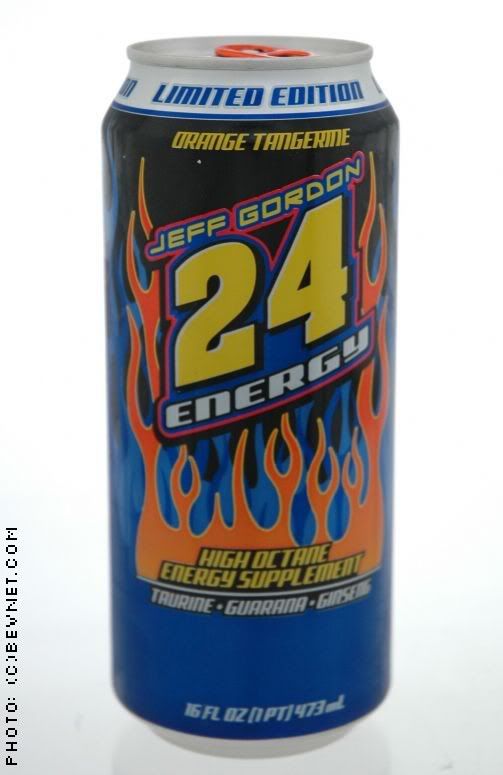 LIMITED EDITION
ORANGE TANGERINE
JEFF GORDON
24
ENERGY
HIGH OCTANE
ENERGY SUPPLEMENT
TAURINE • GUARANA • GINSENG
16 FL OZ (1 PT) 473 mL
PHOTO: (C)BEVNET.COM